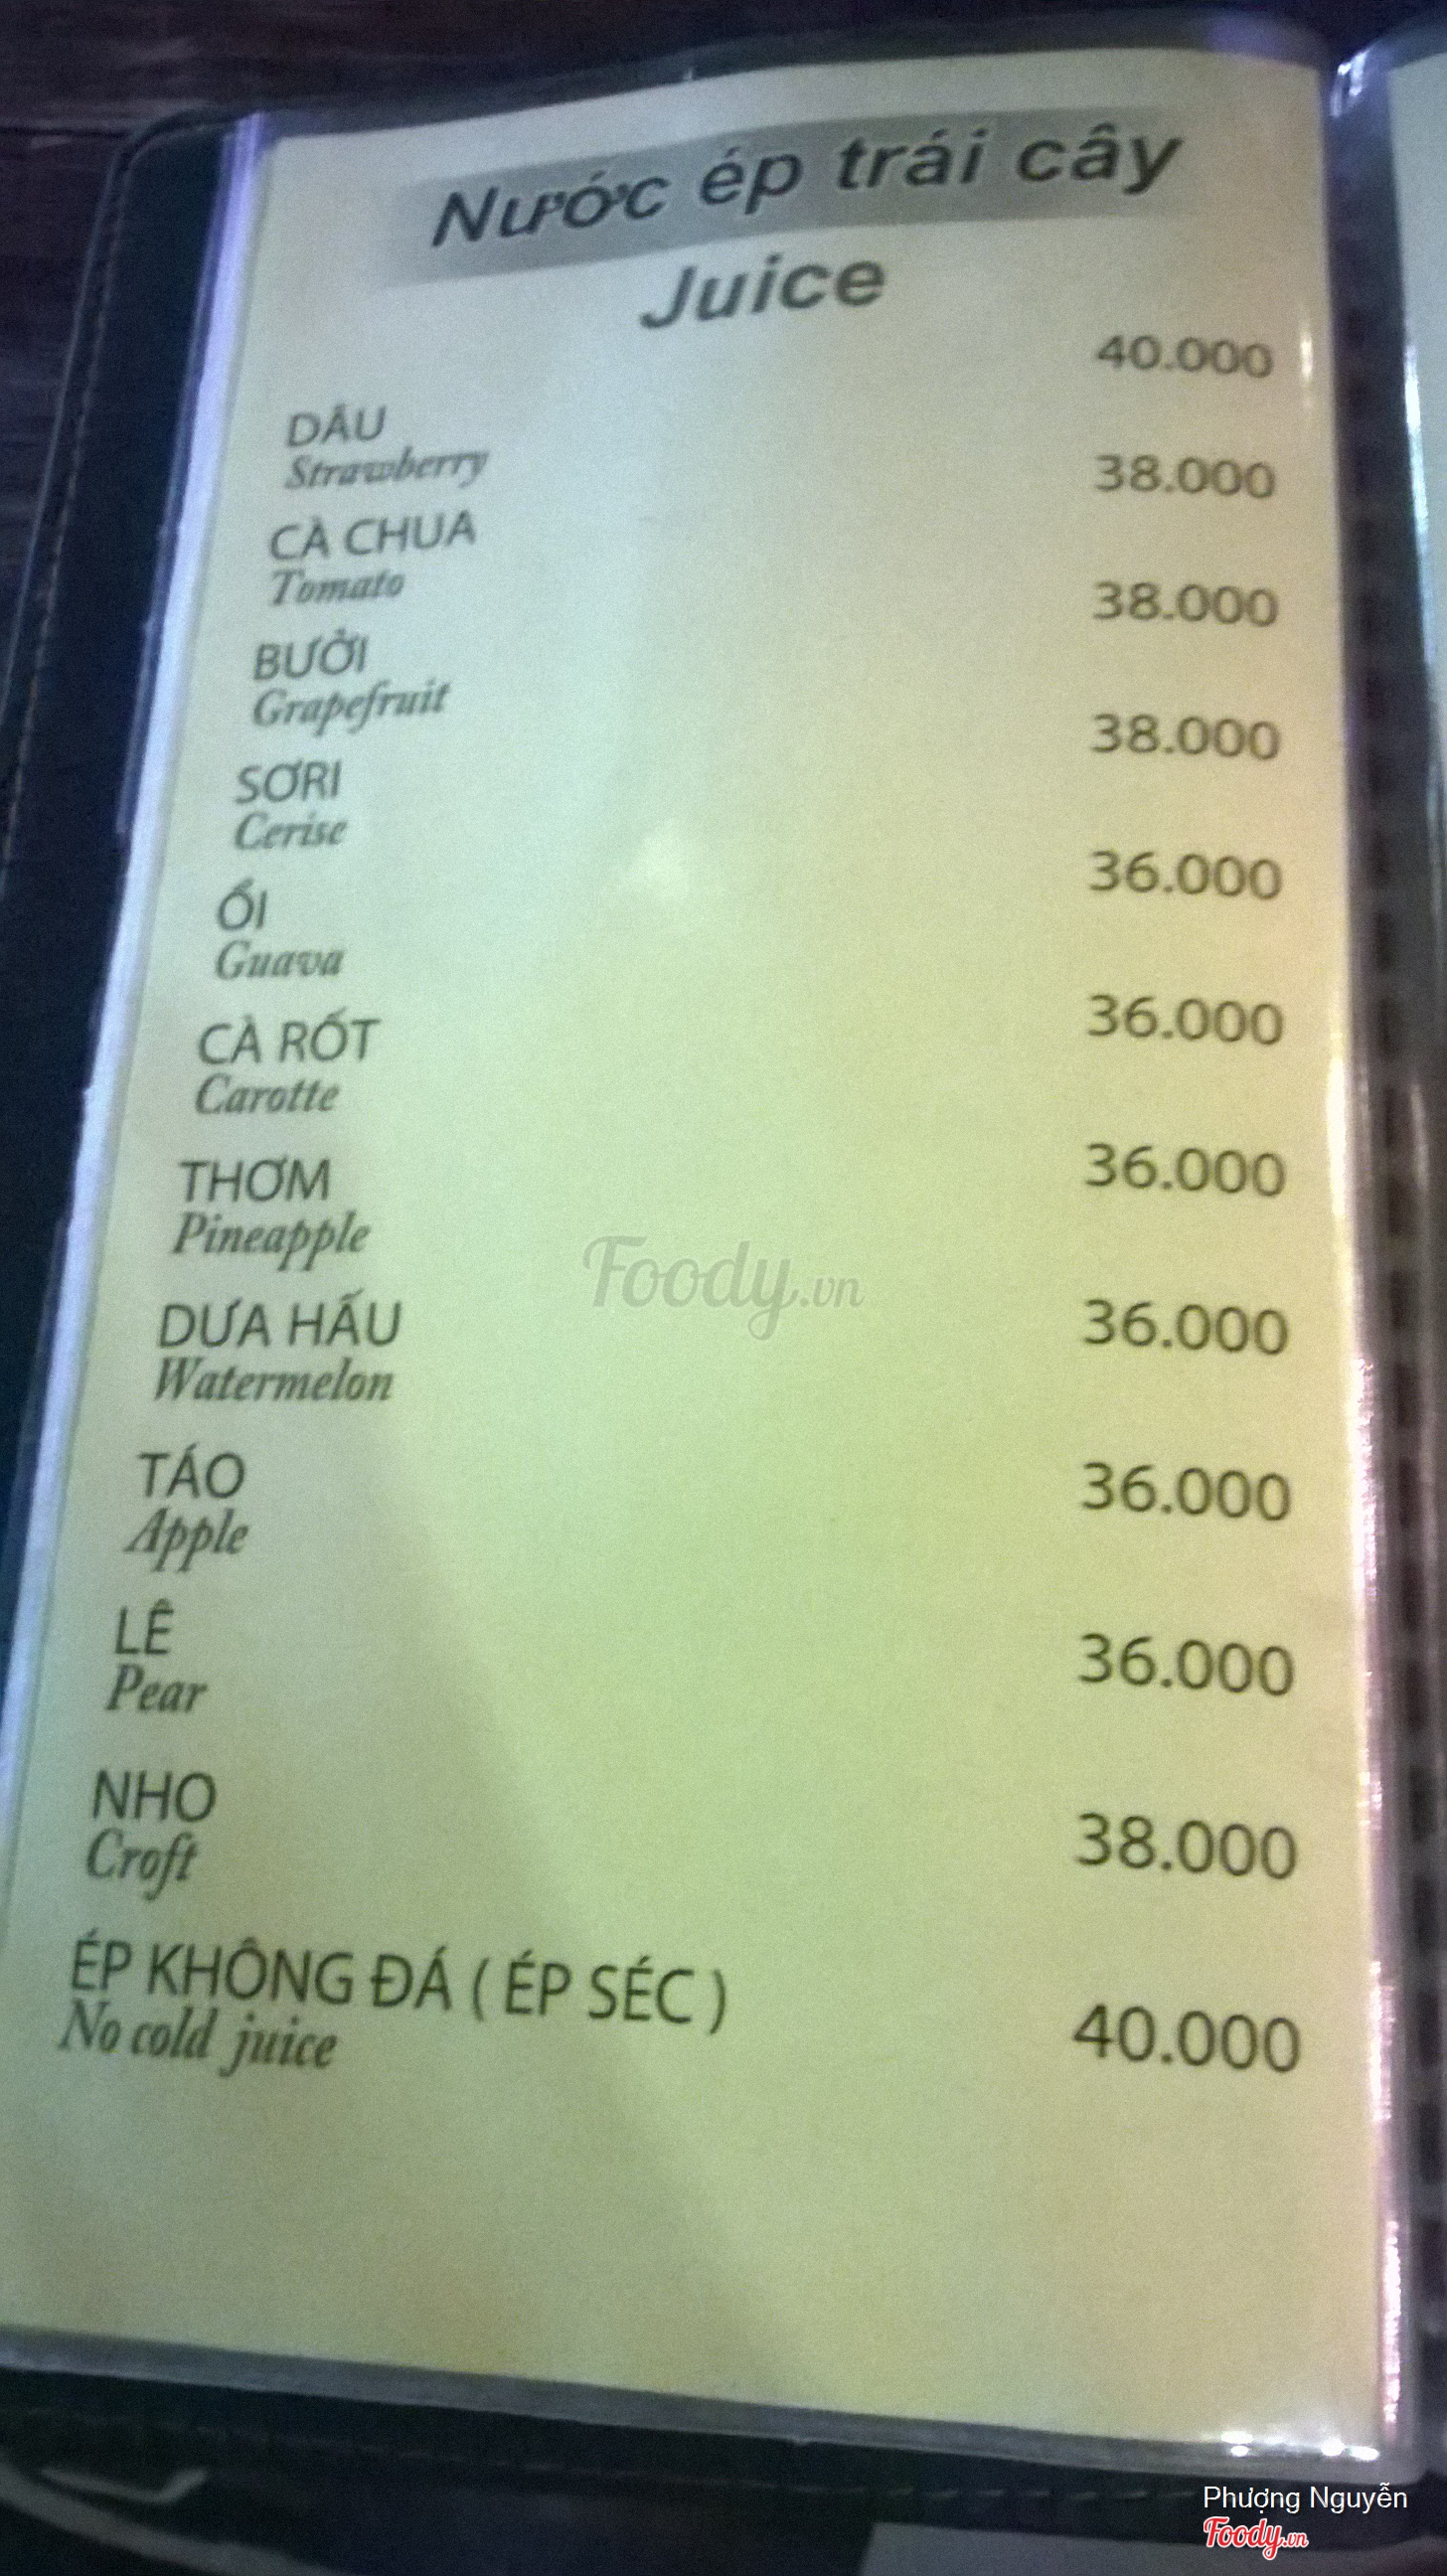 Nước ép trái cây
Juice
DÂU 40.000
Strawberry
CÀ CHUA 38.000
Tomato
BƯỞI 38.000
Grapefruit
SƠRI 38.000
Cerise
ỔI 36.000
Guava
CÀ RỐT 36.000
Carotte
THƠM 36.000
Pineapple
DƯA HẤU 36.000
Watermelon
TÁO 36.000
Apple
LÊ 36.000
Pear
NHO 38.000
Croft
ÉP KHÔNG ĐÁ ( ÉP SÉC ) 40.000
No cold juice
Foody.vn
Phượng Nguyễn
Foody.vn